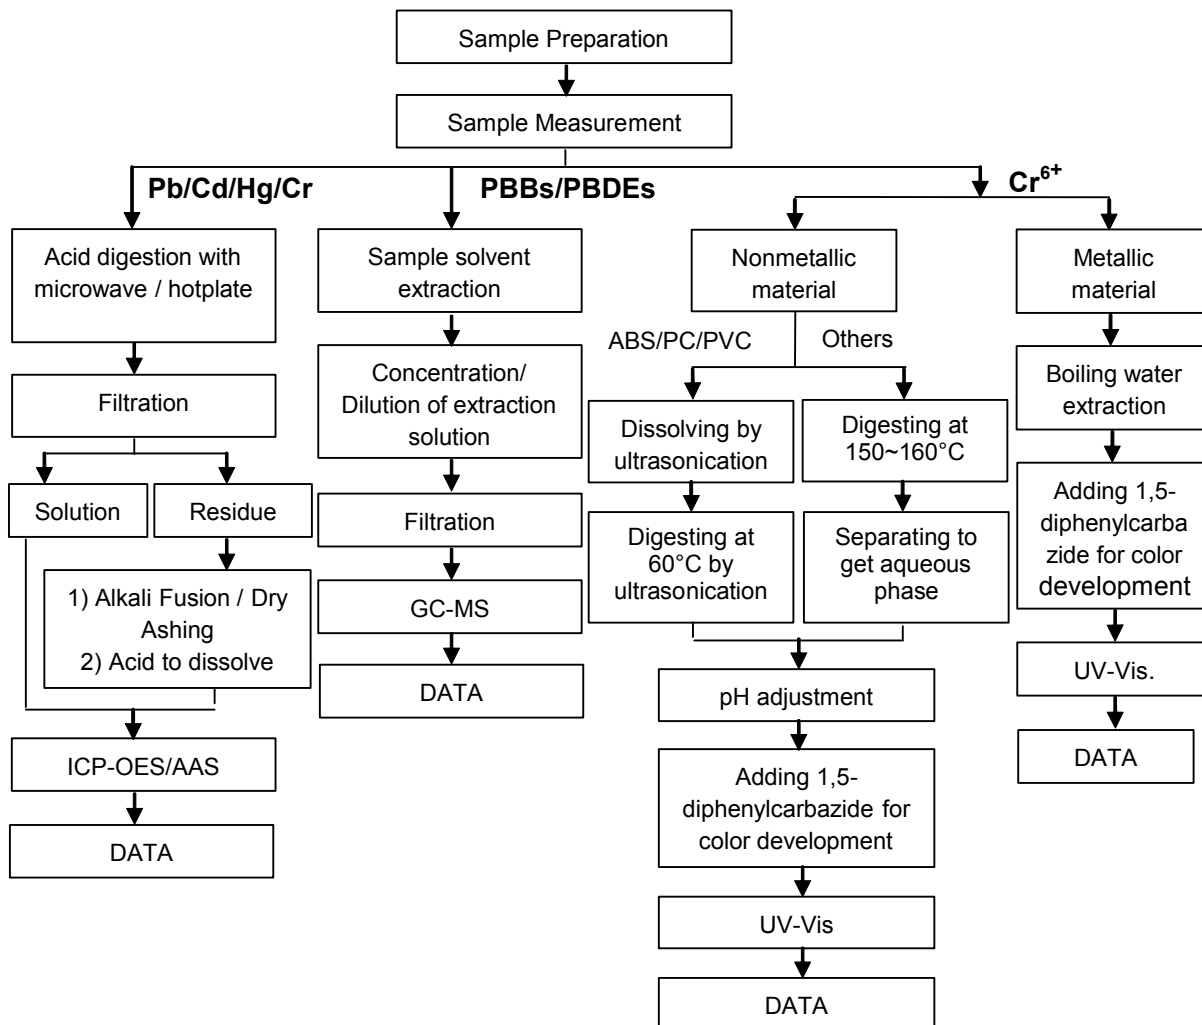 Sample Preparation
Sample Measurement
Pb/Cd/Hg/Cr
PBBs/PBDEs
Cr⁶⁺
Acid digestion with
microwave / hotplate
Filtration
Solution
Residue
1) Alkali Fusion / Dry
Ashing
2) Acid to dissolve
ICP-OES/AAS
DATA
Sample solvent
extraction
Concentration/
Dilution of extraction
solution
Filtration
GC-MS
DATA
Nonmetallic
material
ABS/PC/PVC
Others
Dissolving by
ultrasonication
Digesting at
60°C by
ultrasonication
Digesting at
150~160°C
Separating to
get aqueous
phase
pH adjustment
Adding 1,5-
diphenylcarbazide for
color development
UV-Vis
DATA
Metallic
material
Boiling water
extraction
Adding 1,5-
diphenylcarba
zide for color
development
UV-Vis.
DATA